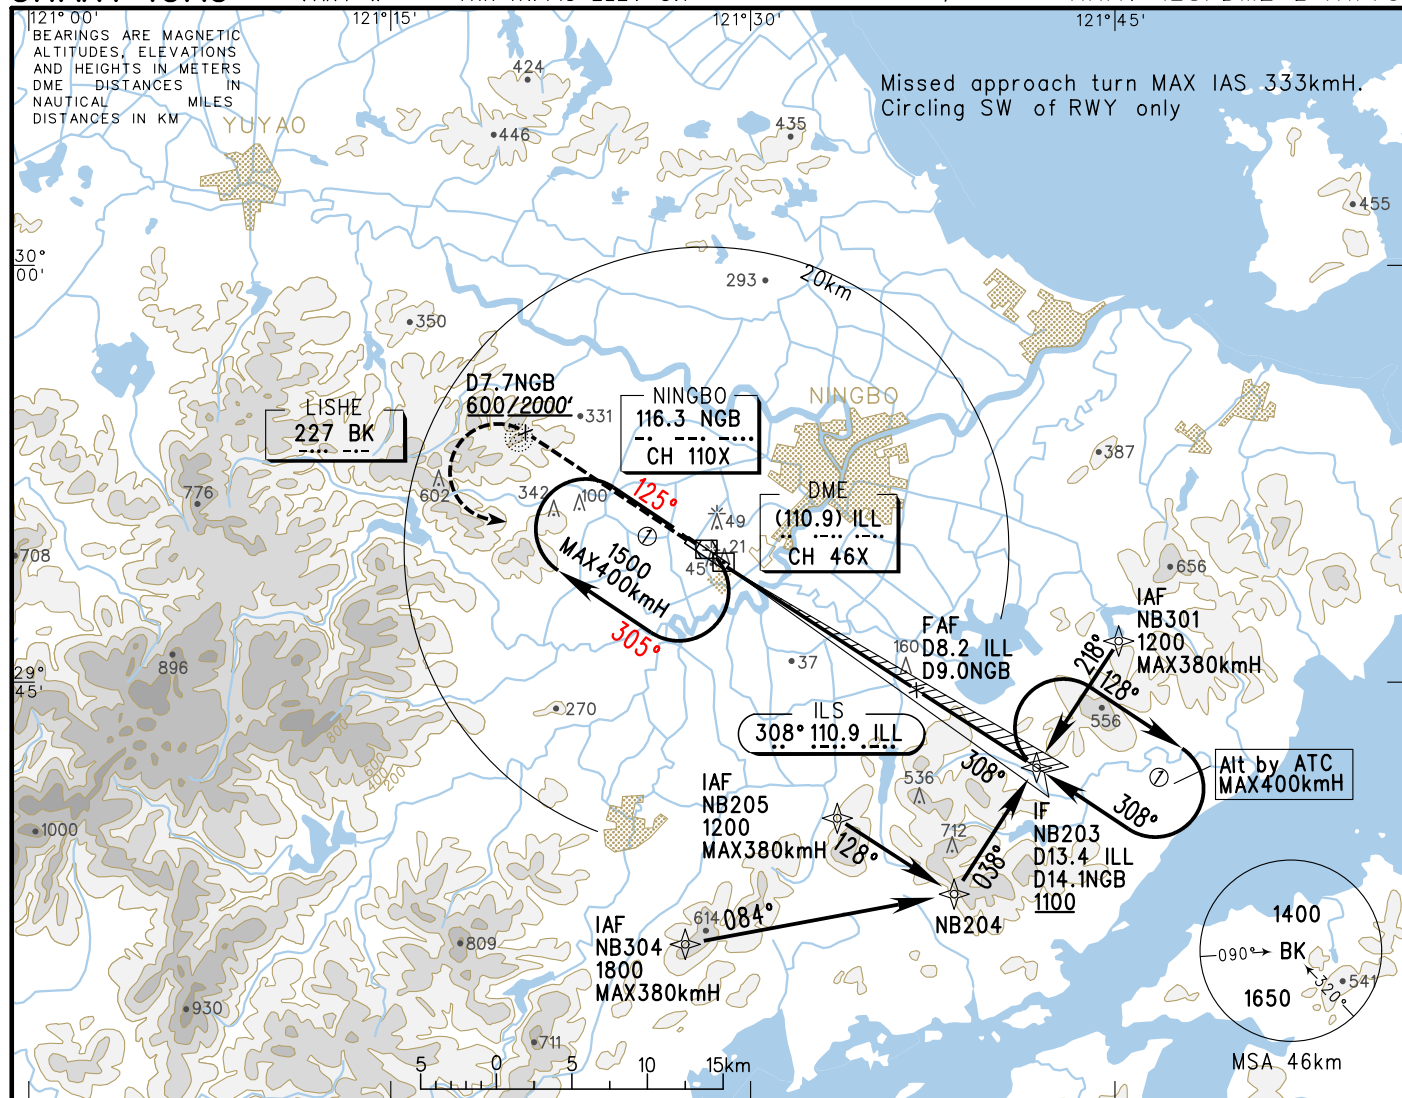 121° 00'
121°15'
121°30'
121°45'
BEARINGS ARE MAGNETIC
ALTITUDES, ELEVATIONS
AND HEIGHTS IN METERS
DME DISTANCES IN
NAUTICAL MILES
DISTANCES IN KM
YUYAO
424
446
435
Missed approach turn MAX IAS 333kmH.
Circling SW of RWY only
455
30°
00'
293
20km
350
D7.7NGB
600/2000'
331
LISHE
227 BK
NINGBO
116.3 NGB
CH 110X
NINGBO
387
776
602
342
100
125°
49
DME
(110.9) ILL
CH 46X
708
1
1500
MAX400kmH
21
45
656
305°
IAF
NB301
1200
MAX380kmH
FAF
D8.2 ILL
D9.0NGB
160
218°
128°
896
37
29°
45'
270
556
ILS
308° 110.9 ILL
800
600
400
200
308°
1
Alt by ATC
MAX400kmH
308°
536
IAF
NB205
1200
MAX380kmH
128°
712
038°
IF
NB203
D13.4 ILL
D14.1NGB
1100
1000
NB204
614
084°
IAF
NB304
1800
MAX380kmH
809
930
711
1400
090°
BK
1650
320°
541
MSA 46km
5 0 5 10 15km